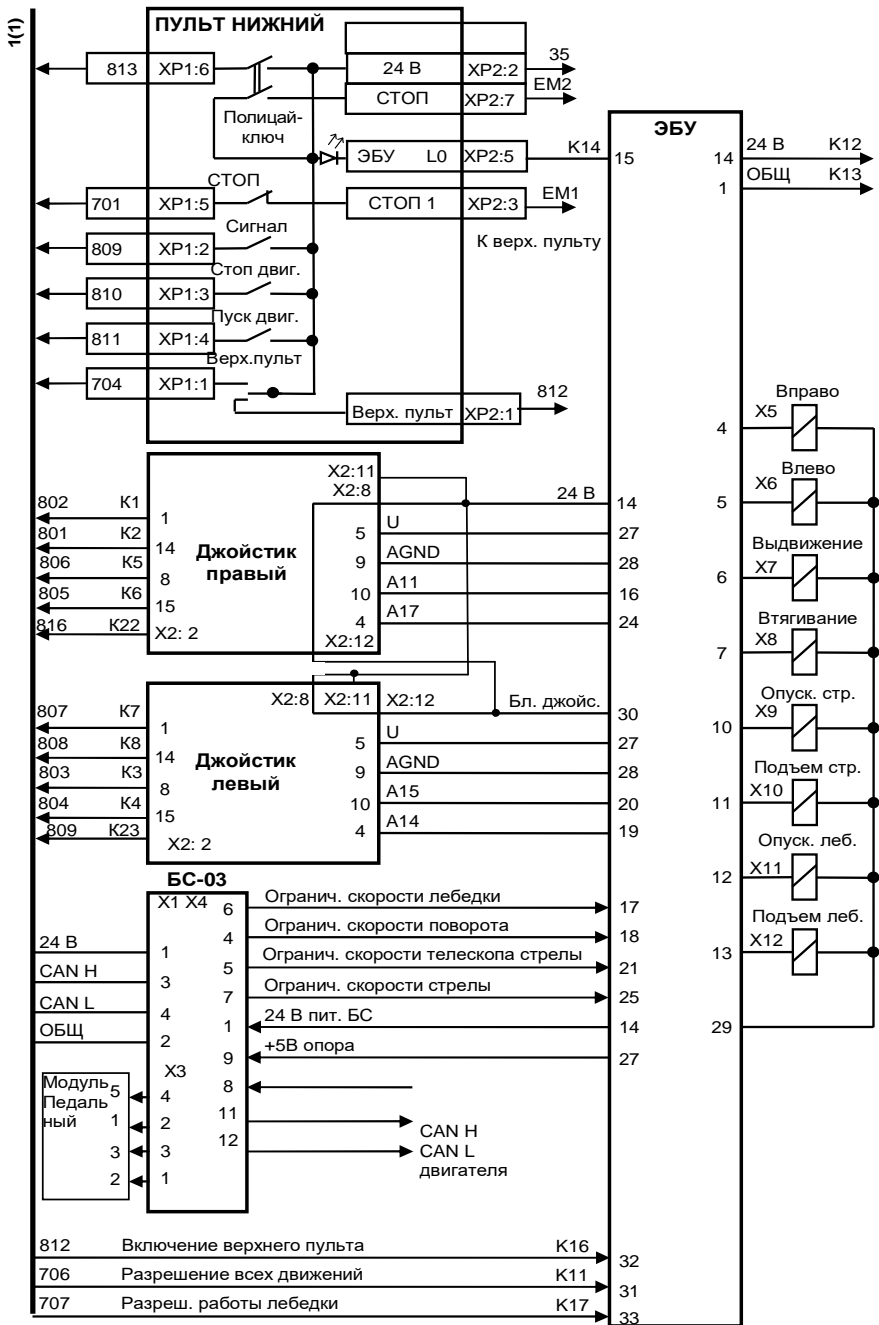 1(1)
ПУЛЬТ НИЖНИЙ
813 XP1:6 24 В XP2:2 35
СТОП XP2:7 EM2
Полицай-
ключ
ЭБУ L0 XP2:5 K14
СТОП
701 XP1:5 СТОП 1 XP2:3 EM1
Сигнал
809 XP1:2
К верх. пульту
Стоп двиг.
810 XP1:3
Пуск двиг.
811 XP1:4
Верх.пульт
704 XP1:1
Верх. пульт XP2:1 812
ЭБУ
15 14 24 В K12
1 ОБЩ K13
Вправо
4 X5
Влево
5 X6
Выдвижение
6 X7
Втягивание
7 X8
Опуск. стр.
10 X9
Подъем стр.
11 X10
Опуск. леб.
12 X11
Подъем леб.
13 X12
29
X2:11
X2:8 24 В 14
Джойстик
правый
802 К1 1
801 К2 14
806 К5 8
805 К6 15
816 К22 X2: 2
5 U 27
9 AGND 28
10 A11 16
4 A17 24
X2:12
X2:8 X2:11 X2:12 Бл. джойс. 30
Джойстик
левый
807 К7 1
808 К8 14
803 К3 8
804 К4 15
809 К23 X2: 2
5 U 27
9 AGND 28
10 A15 20
4 A14 19
БС-03
X1 X4
6 Огранич. скорости лебедки 17
4 Огранич. скорости поворота 18
5 Огранич. скорости телескопа стрелы 21
7 Огранич. скорости стрелы 25
1 24 В пит. БС 14
9 +5В опора 27
8
11
12
CAN H
CAN L
двигателя
24 В 1
CAN H 3
CAN L 4
ОБЩ 2
X3
Модуль
Педаль
ный
5 4
1 2
3 3
2 1
812 Включение верхнего пульта K16 32
706 Разрешение всех движений K11 31
707 Разреш. работы лебедки K17 33